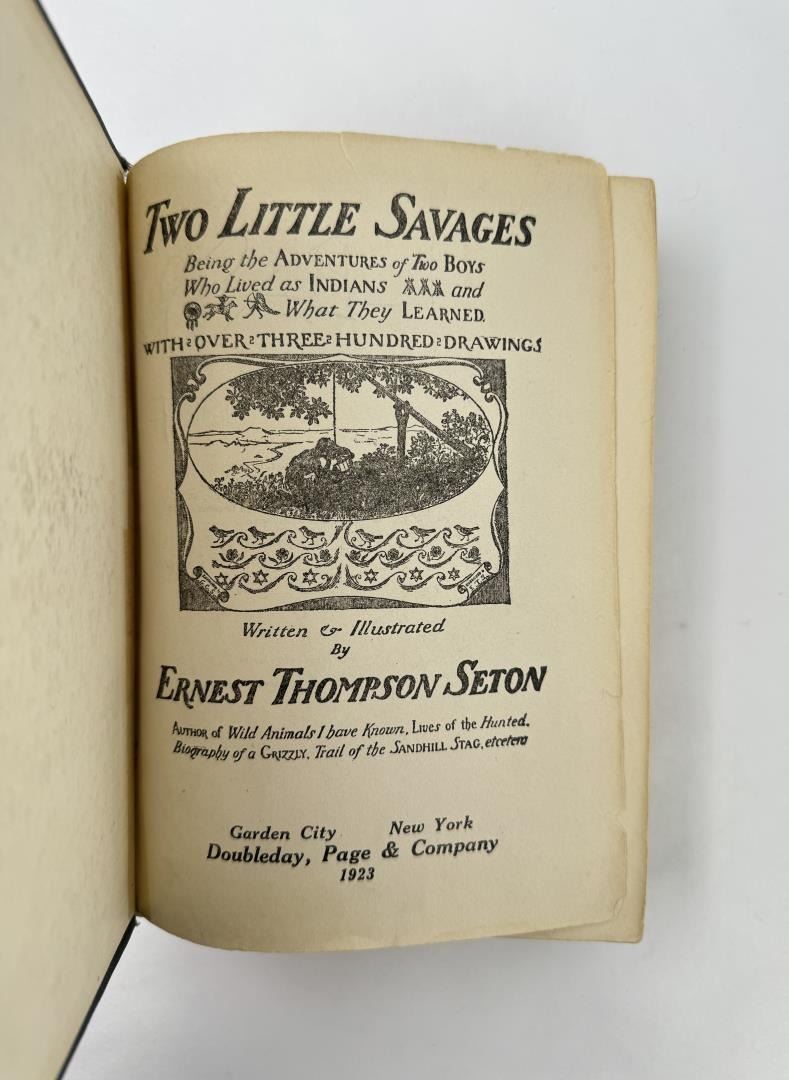 TWO LITTLE SAVAGES
Being the ADVENTURES of Two BOYS
Who Lived as INDIANS and
What They LEARNED.
WITH OVER THREE HUNDRED DRAWINGS
Written & Illustrated
By
ERNEST THOMPSON SETON
AUTHOR of Wild Animals I have Known, LIVES of the Hunted,
Biography of a GRIZZLY, Trail of the SANDHILL STAG, etcetera
Garden City New York
Doubleday, Page & Company
1923